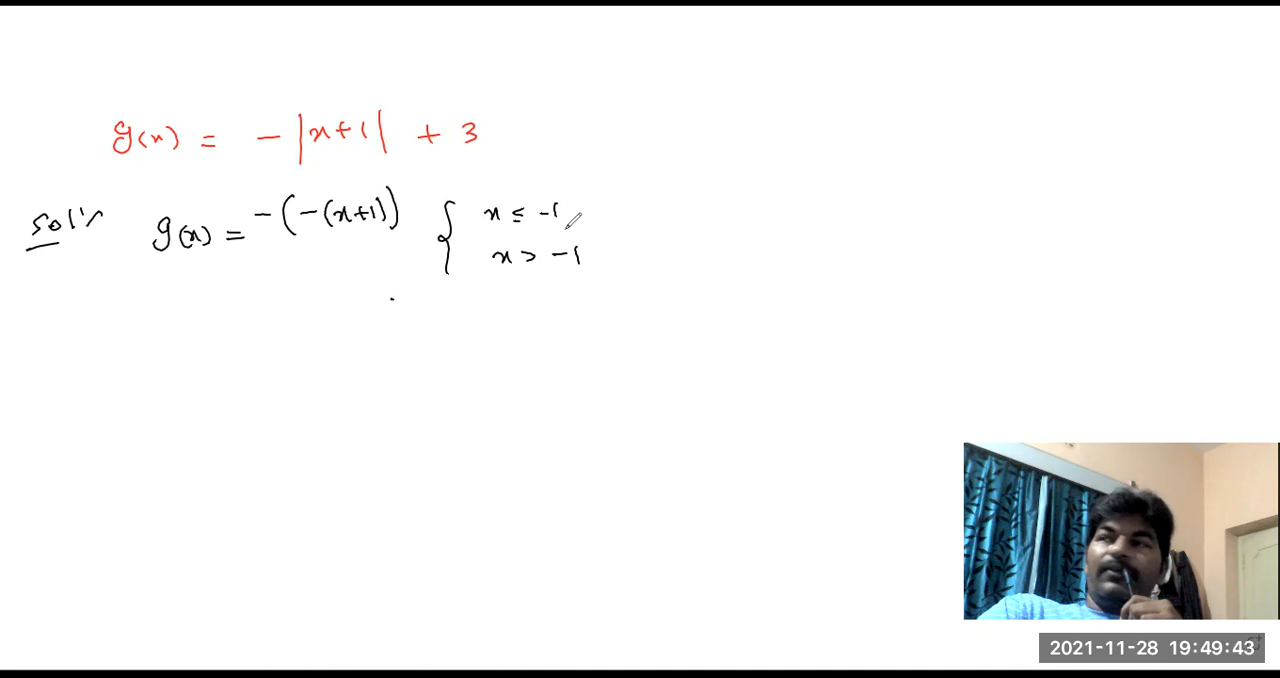 g(x) = - |x+1| + 3
Sol'n g(x) = -(-(x+1)) { x ≤ -1
x > -1
2021-11-28 19:49:43